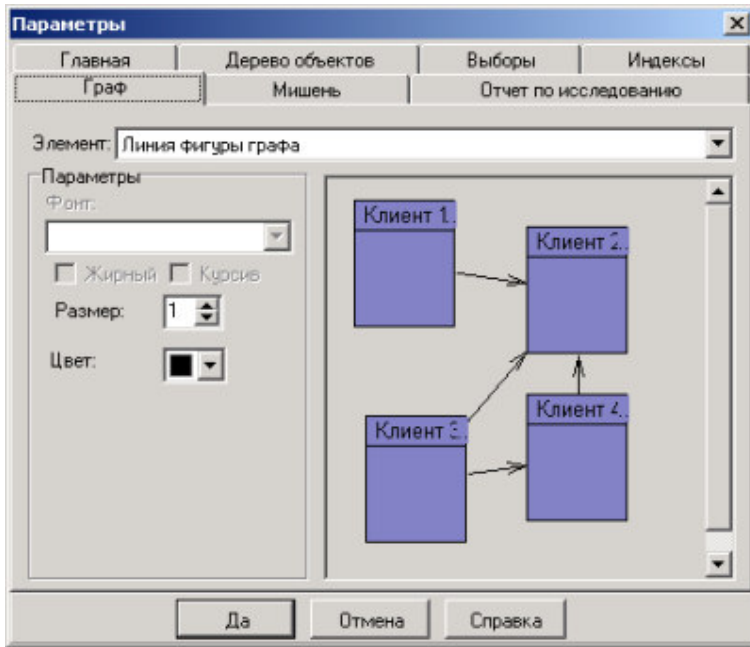 Параметры
Главная
Дерево объектов
Выборы
Индексы
Граф
Мишень
Отчет по исследованию
Элемент: Линия фигуры графа
Параметры
Фонт:
Жирный
Курсив
Размер: 1
Цвет:
Клиент 1..
Клиент 2..
Клиент 3..
Клиент 4..
Да
Отмена
Справка